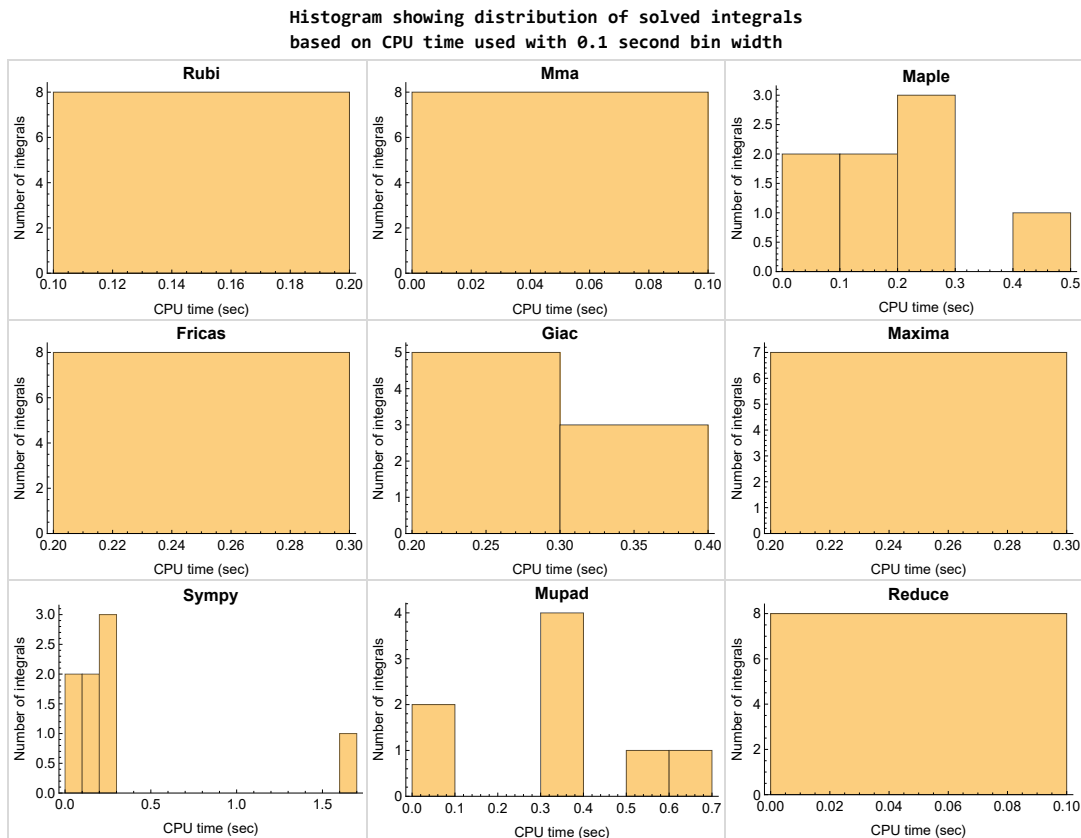 Histogram showing distribution of solved integrals
based on CPU time used with 0.1 second bin width
Rubi
Number of integrals
8
6
4
2
0
0.10 0.12 0.14 0.16 0.18 0.20
CPU time (sec)
Mma
Number of integrals
8
6
4
2
0
0.00 0.02 0.04 0.06 0.08 0.10
CPU time (sec)
Maple
Number of integrals
3.0
2.5
2.0
1.5
1.0
0.5
0.0
0.0 0.1 0.2 0.3 0.4 0.5
CPU time (sec)
Fricas
Number of integrals
8
6
4
2
0
0.20 0.22 0.24 0.26 0.28 0.30
CPU time (sec)
Giac
Number of integrals
5
4
3
2
1
0
0.20 0.25 0.30 0.35 0.40
CPU time (sec)
Maxima
Number of integrals
7
6
5
4
3
2
1
0
0.20 0.22 0.24 0.26 0.28 0.30
CPU time (sec)
Sympy
Number of integrals
3.0
2.5
2.0
1.5
1.0
0.5
0.0
0.0 0.5 1.0 1.5
CPU time (sec)
Mupad
Number of integrals
4
3
2
1
0
0.0 0.1 0.2 0.3 0.4 0.5 0.6 0.7
CPU time (sec)
Reduce
Number of integrals
8
6
4
2
0
0.00 0.02 0.04 0.06 0.08 0.10
CPU time (sec)